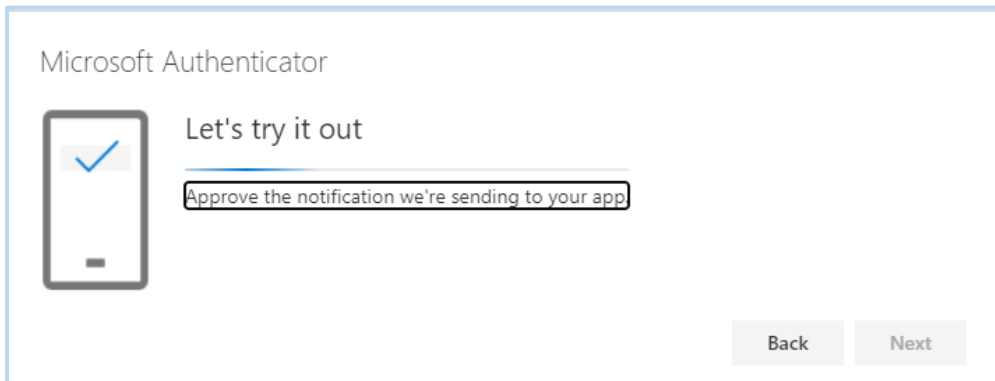 Microsoft Authenticator
Let's try it out
Approve the notification we're sending to your app.
Back Next